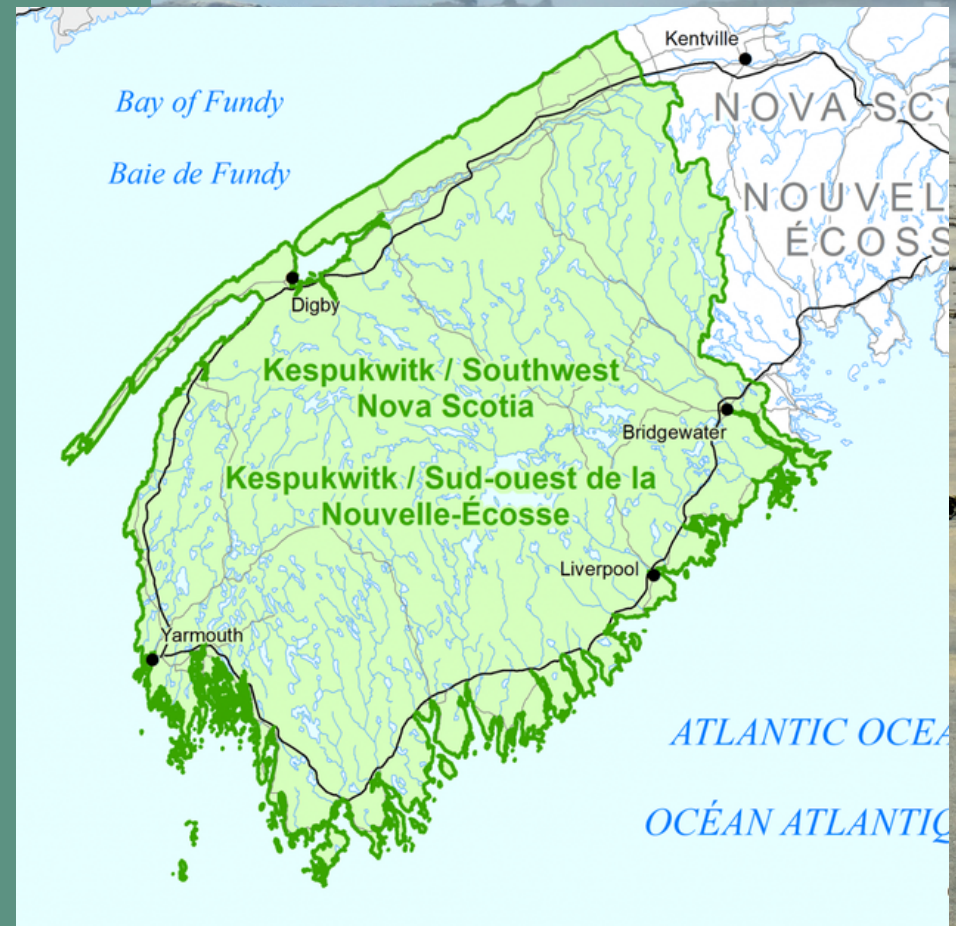 Kentville
Bay of Fundy
NOVA SCO
Baie de Fundy
NOUVEL
ÉCOSS
Digby
Kespukwitk / Southwest
Nova Scotia
Bridgewater
Kespukwitk / Sud-ouest de la
Nouvelle-Écosse
Liverpool
Yarmouth
ATLANTIC OCEA
OCÉAN ATLANTIQ